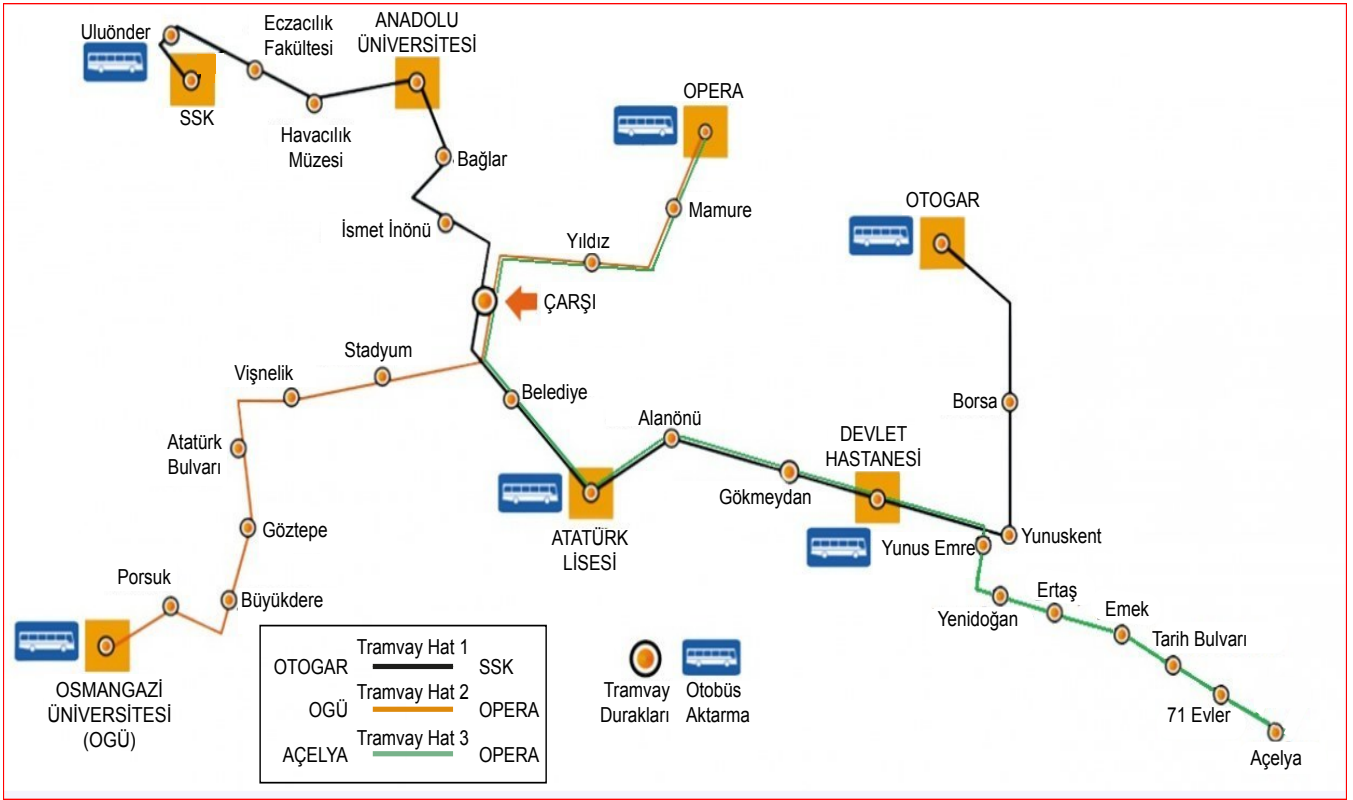 Uluönder
SSK
Eczacılık
Fakültesi
Havacılık
Müzesi
ANADOLU
ÜNİVERSİTESİ
Bağlar
İsmet İnönü
ÇARŞI
OPERA
Mamure
Yıldız
OTOGAR
Borsa
Yunuskent
Stadyum
Vişnelik
Atatürk
Bulvarı
Göztepe
Büyükdere
Porsuk
OSMANGAZİ
ÜNİVERSİTESİ
(OGÜ)
Belediye
ATATÜRK
LİSESİ
Alanönü
Gökmeydan
DEVLET
HASTANESİ
Yunus Emre
Yenidoğan
Ertaş
Emek
Tarih Bulvarı
71 Evler
Açelya
Tramvay Hat 1
OTOGAR SSK
Tramvay Hat 2
OGÜ OPERA
Tramvay Hat 3
AÇELYA OPERA
Tramvay
Durakları
Otobüs
Aktarma